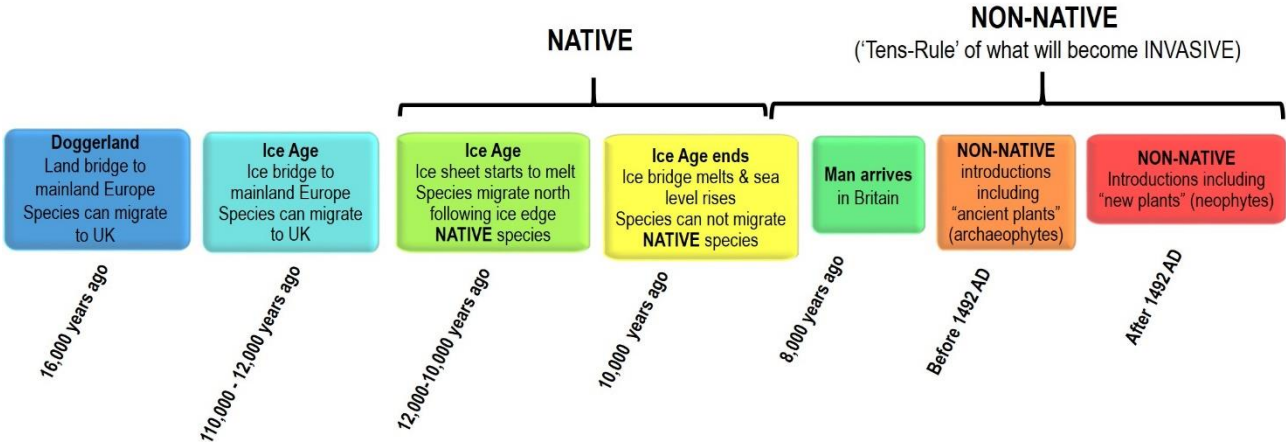 NATIVE
NON-NATIVE
(‘Tens-Rule’ of what will become INVASIVE)
Doggerland
Land bridge to
mainland Europe
Species can migrate
to UK
Ice Age
Ice bridge to
mainland Europe
Species can migrate
to UK
Ice Age
Ice sheet starts to melt
Species migrate north
following ice edge
NATIVE species
Ice Age ends
Ice bridge melts & sea
level rises
Species can not migrate
NATIVE species
Man arrives
in Britain
NON-NATIVE
introductions
including
“ancient plants”
(archaeophytes)
NON-NATIVE
Introductions including
“new plants” (neophytes)
16,000 years ago
110,000 - 12,000 years ago
12,000-10,000 years ago
10,000 years ago
8,000 years ago
Before 1492 AD
After 1492 AD